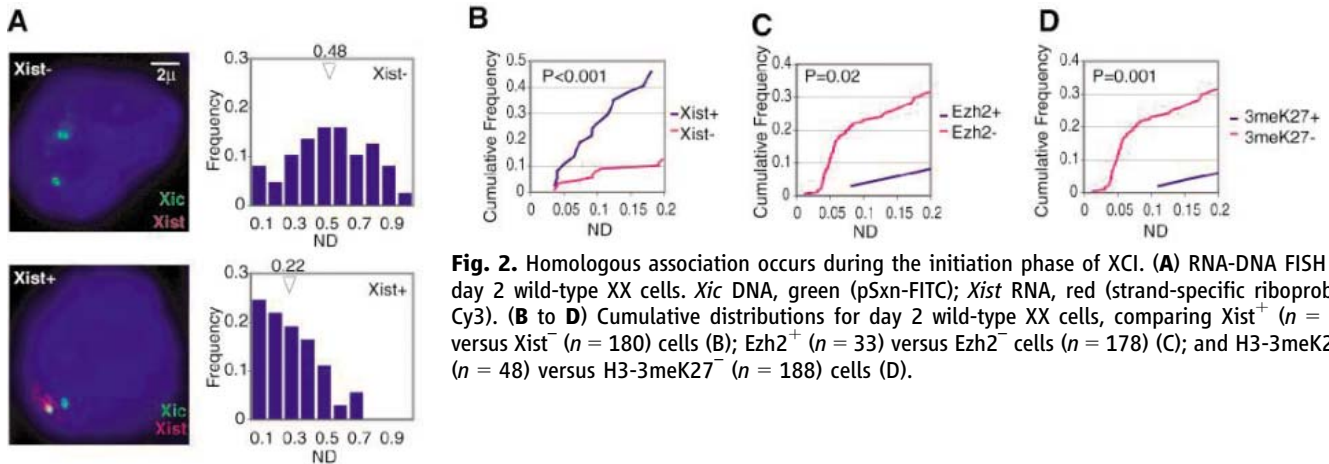 A
Xist-
2μ
Xic
Xist
0.48
Xist-
Frequency
0.3
0.2
0.1
0
0.1 0.3 0.5 0.7 0.9
ND
Xist+
Xic
Xist
0.22
Xist+
Frequency
0.3
0.2
0.1
0
0.1 0.3 0.5 0.7 0.9
ND
B
Cumulative Frequency
0.5
0.4
0.3
0.2
0.1
0
P<0.001
Xist+
Xist-
0 0.05 0.1 0.15 0.2
ND
C
Cumulative Frequency
0.4
0.3
0.2
0.1
0
P=0.02
Ezh2+
Ezh2-
0 0.05 0.1 0.15 0.2
ND
D
Cumulative Frequency
0.4
0.3
0.2
0.1
0
P=0.001
3meK27+
3meK27-
0 0.05 0.1 0.15 0.2
ND
Fig. 2. Homologous association occurs during the initiation phase of XCI. (A) RNA-DNA FISH
day 2 wild-type XX cells. Xic DNA, green (pSxn-FITC); Xist RNA, red (strand-specific riboprob
Cy3). (B to D) Cumulative distributions for day 2 wild-type XX cells, comparing Xist+ (n =
versus Xist− (n = 180) cells (B); Ezh2+ (n = 33) versus Ezh2− cells (n = 178) (C); and H3-3meK2
(n = 48) versus H3-3meK27− (n = 188) cells (D).